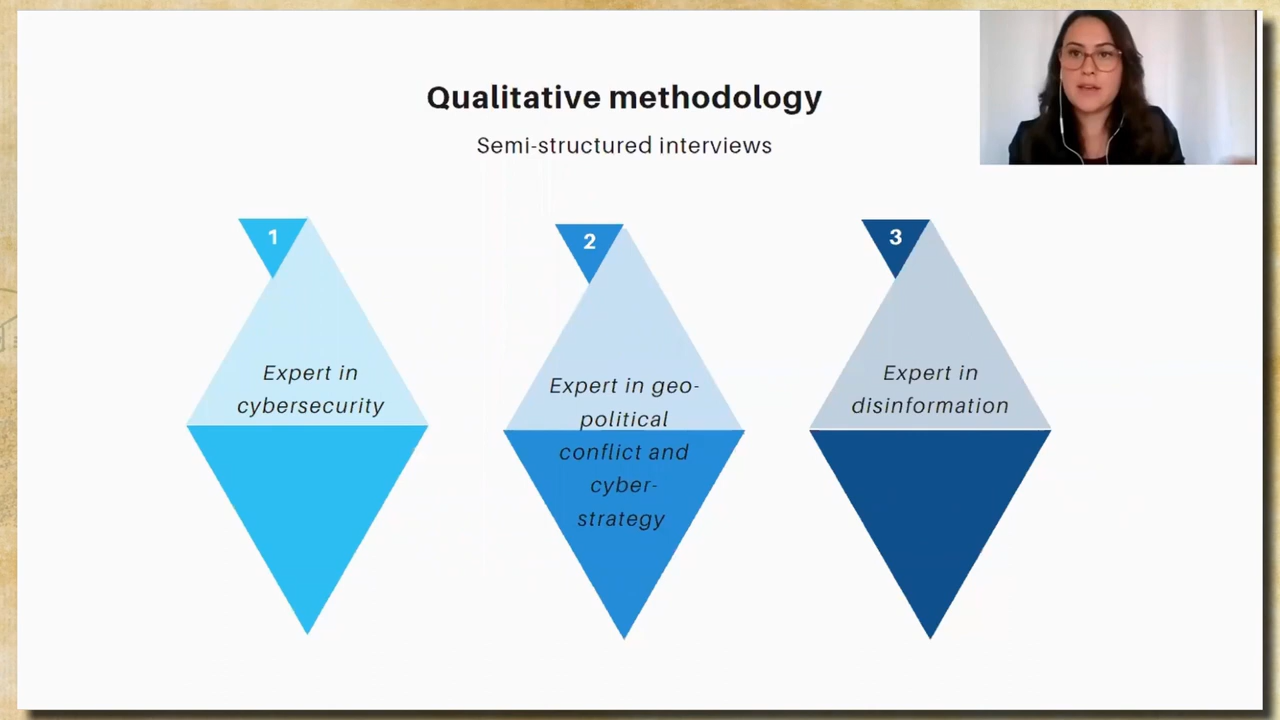 Qualitative methodology
Semi-structured interviews
1
Expert in
cybersecurity
2
Expert in geo-
political
conflict and
cyber-
strategy
3
Expert in
disinformation